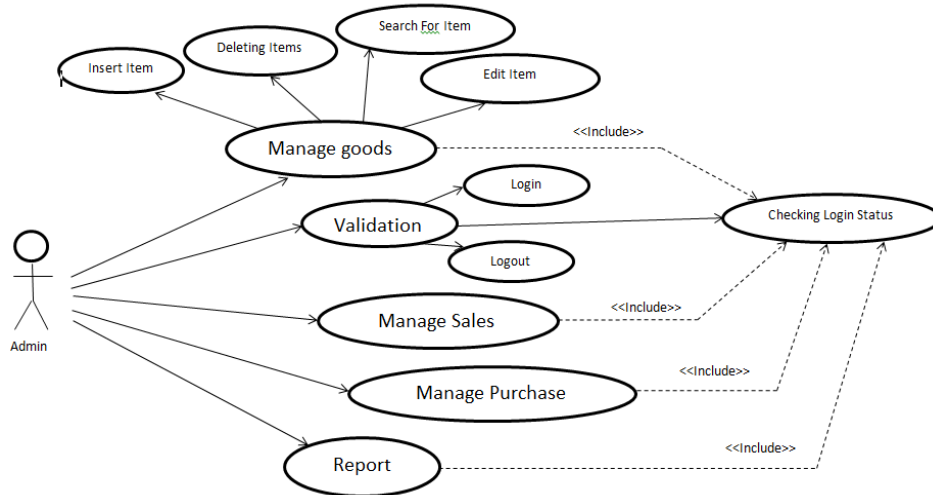 Search For Item
Deleting Items
Insert Item
Edit Item
<<Include>>
Manage goods
Login
Validation
Checking Login Status
Logout
<<Include>>
Manage Sales
Admin
<<Include>>
Manage Purchase
<<Include>>
Report